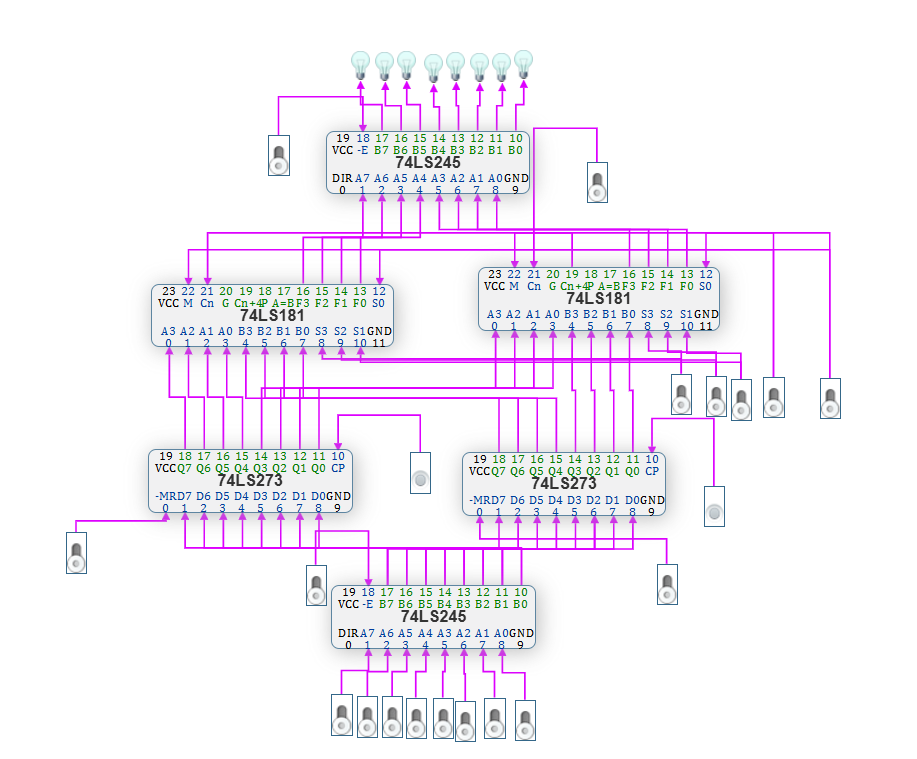 19 18 17 16 15 14 13 12 11 10
VCC -E B7 B6 B5 B4 B3 B2 B1 B0
74LS245
DIR A7 A6 A5 A4 A3 A2 A1 A0 GND
0 1 2 3 4 5 6 7 8 9
23 22 21 20 19 18 17 16 15 14 13 12
VCC M Cn G Cn+4 P A=B F3 F2 F1 F0 S0
74LS181
A3 A2 A1 A0 B3 B2 B1 B0 S3 S2 S1 GND
0 1 2 3 4 5 6 7 8 9 10 11
23 22 21 20 19 18 17 16 15 14 13 12
VCC M Cn G Cn+4 P A=B F3 F2 F1 F0 S0
74LS181
A3 A2 A1 A0 B3 B2 B1 B0 S3 S2 S1 GND
0 1 2 3 4 5 6 7 8 9 10 11
19 18 17 16 15 14 13 12 11 10
VCC Q7 Q6 Q5 Q4 Q3 Q2 Q1 Q0 CP
74LS273
-MR D7 D6 D5 D4 D3 D2 D1 D0 GND
0 1 2 3 4 5 6 7 8 9
19 18 17 16 15 14 13 12 11 10
VCC Q7 Q6 Q5 Q4 Q3 Q2 Q1 Q0 CP
74LS273
-MR D7 D6 D5 D4 D3 D2 D1 D0 GND
0 1 2 3 4 5 6 7 8 9
19 18 17 16 15 14 13 12 11 10
VCC -E B7 B6 B5 B4 B3 B2 B1 B0
74LS245
DIR A7 A6 A5 A4 A3 A2 A1 A0 GND
0 1 2 3 4 5 6 7 8 9